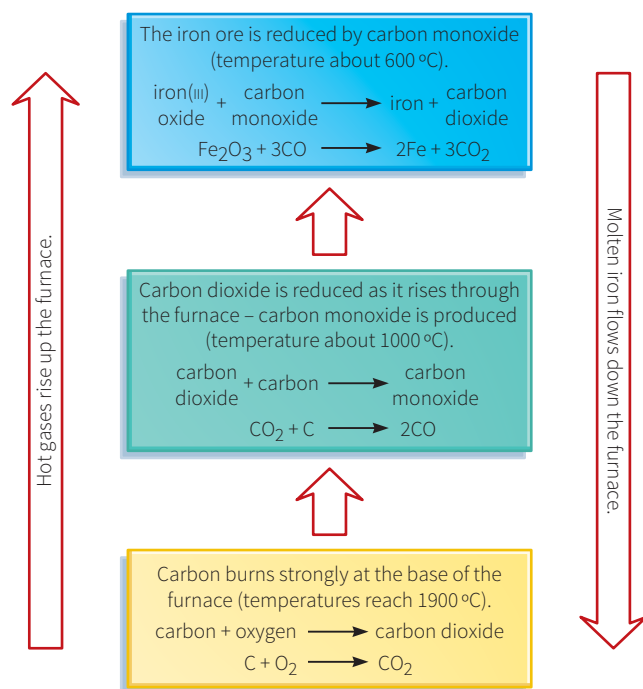 The iron ore is reduced by carbon monoxide
(temperature about 600 ºC).
iron(III) oxide + carbon monoxide ⟶ iron + carbon dioxide
Fe₂O₃ + 3CO ⟶ 2Fe + 3CO₂
Hot gases rise up the furnace.
Molten iron flows down the furnace.
Carbon dioxide is reduced as it rises through
the furnace – carbon monoxide is produced
(temperature about 1000 ºC).
carbon dioxide + carbon ⟶ carbon monoxide
CO₂ + C ⟶ 2CO
Carbon burns strongly at the base of the
furnace (temperatures reach 1900 ºC).
carbon + oxygen ⟶ carbon dioxide
C + O₂ ⟶ CO₂